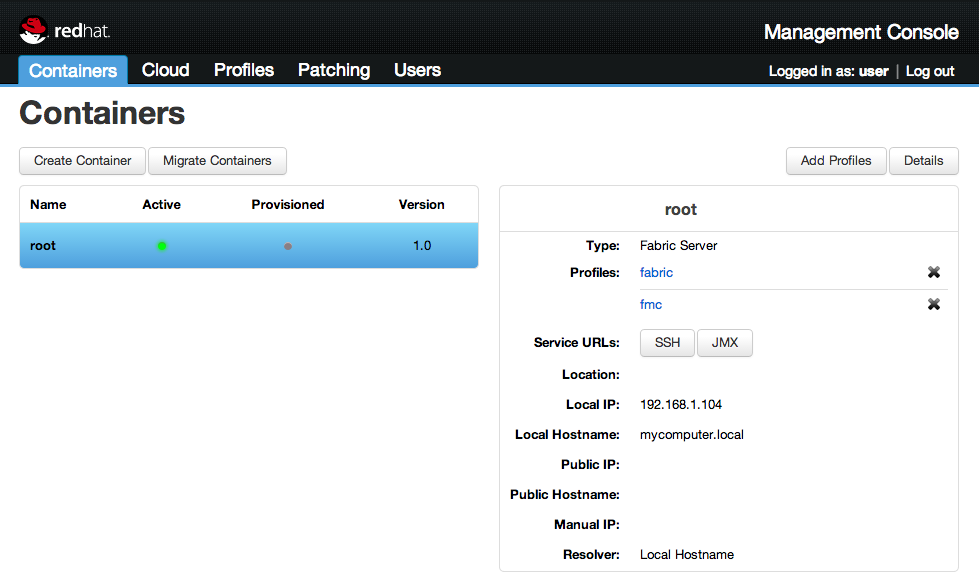 redhat.
Management Console
Containers Cloud Profiles Patching Users
Logged in as: user | Log out
Containers
Create Container Migrate Containers
Add Profiles Details
Name Active Provisioned Version
root 1.0
root
Type: Fabric Server
Profiles: fabric
fmc
Service URLs: SSH JMX
Location:
Local IP: 192.168.1.104
Local Hostname: mycomputer.local
Public IP:
Public Hostname:
Manual IP:
Resolver: Local Hostname